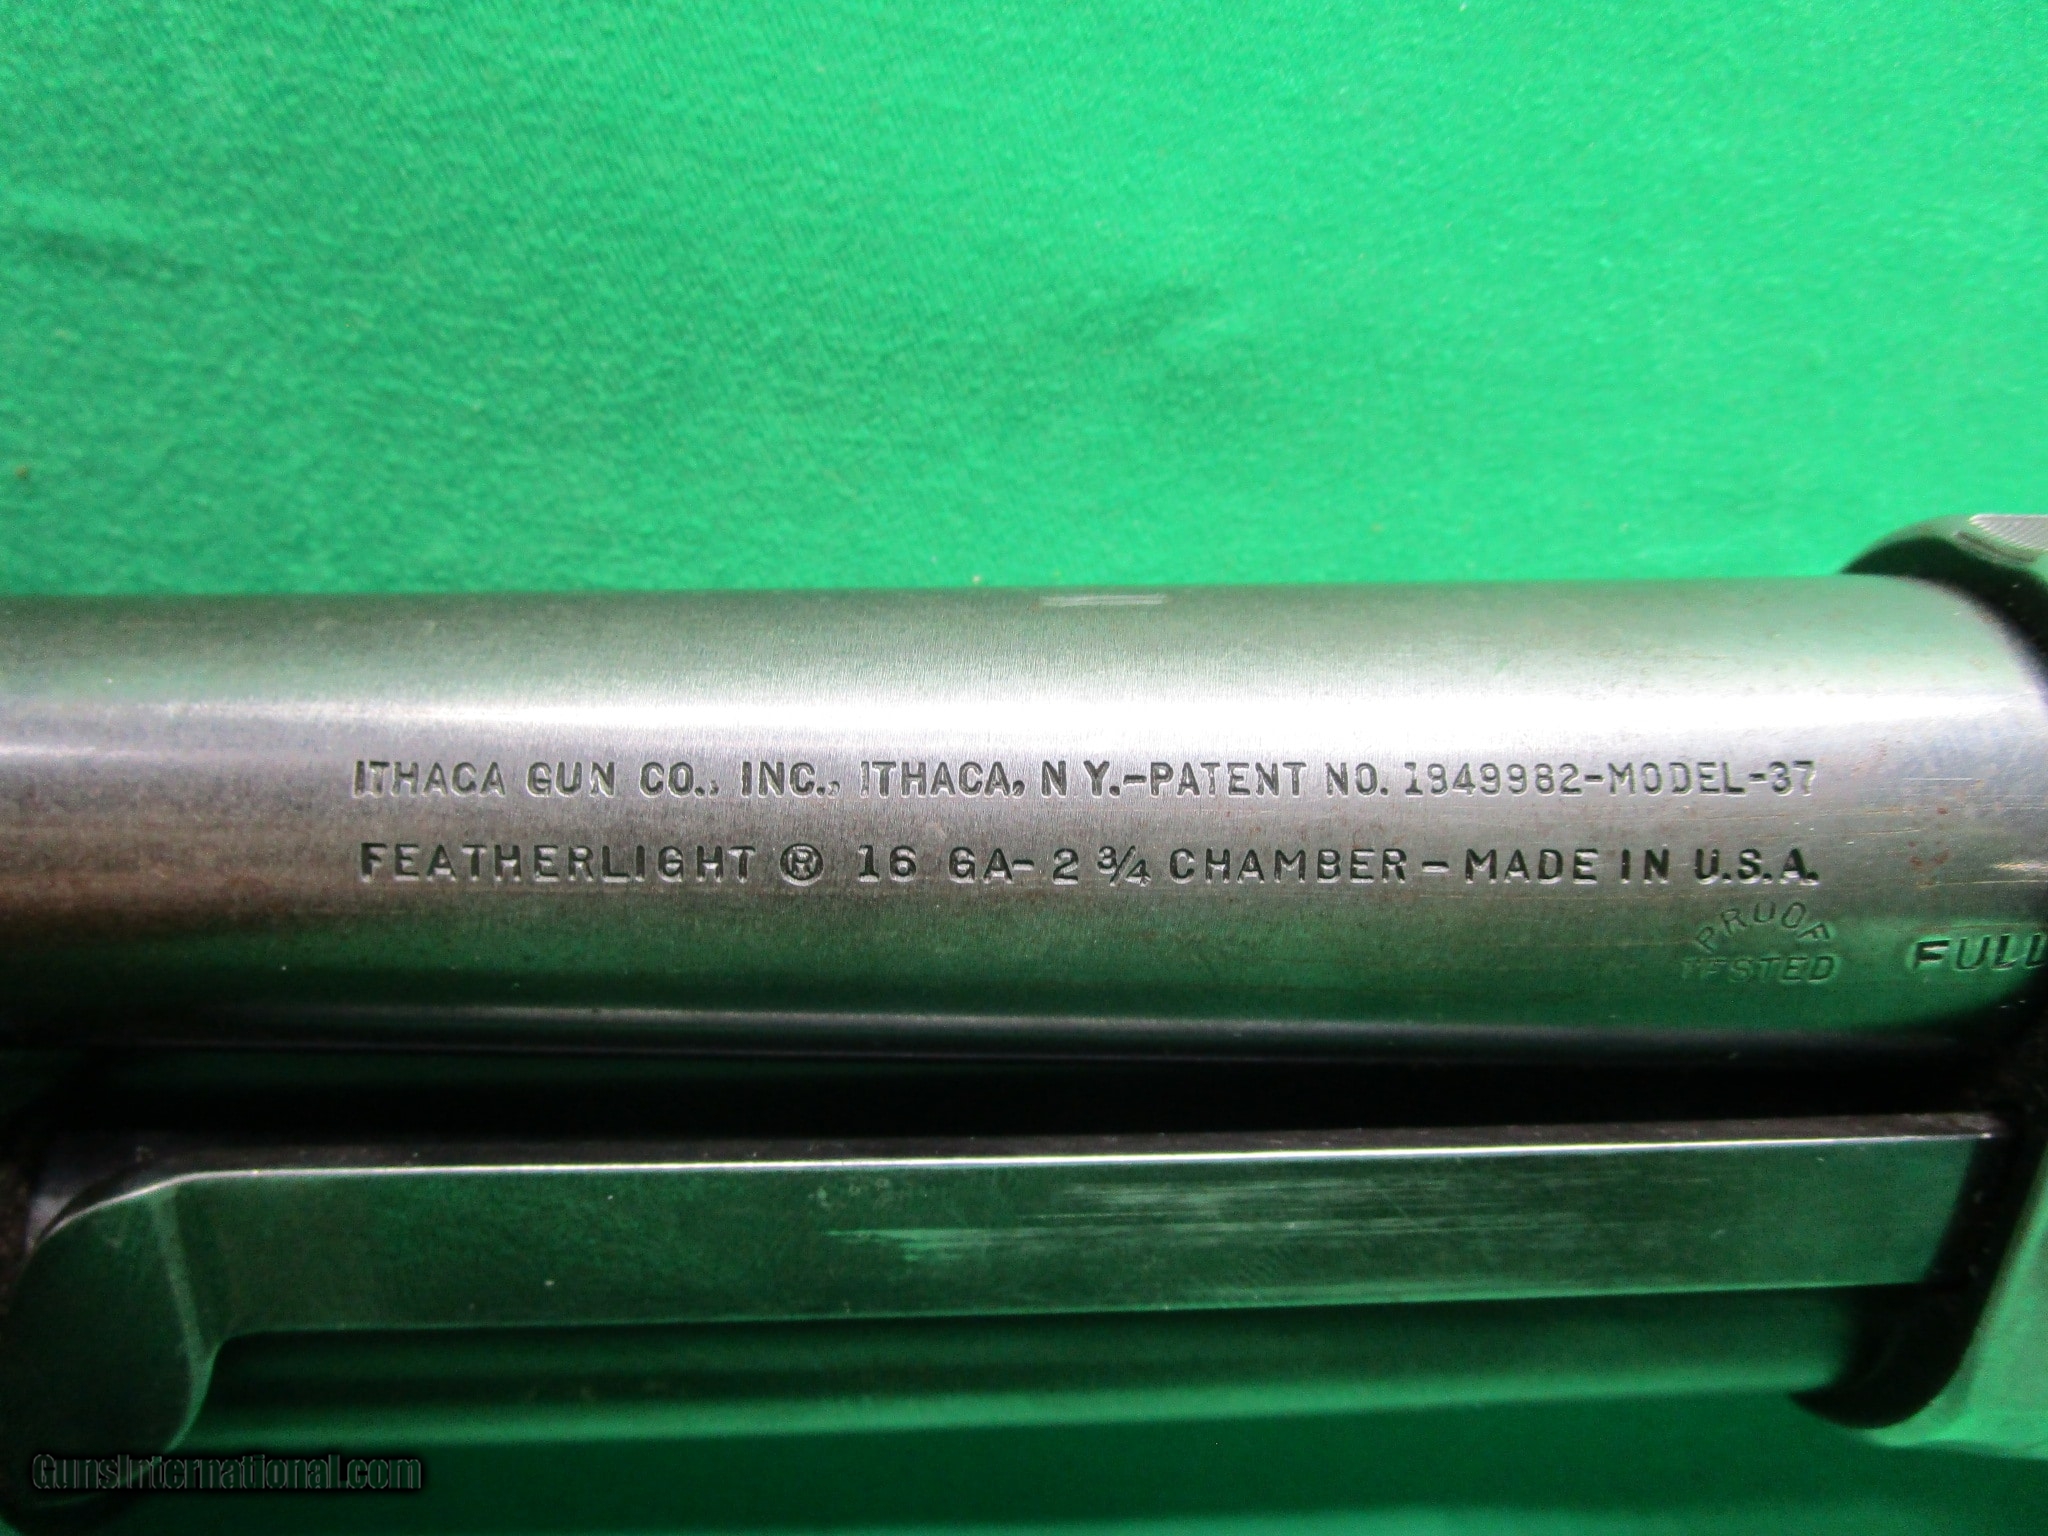 ITHACA GUN CO., INC., ITHACA, N Y.-PATENT NO. 1849982-MODEL-37
FEATHERLIGHT ® 16 GA- 2 3/4 CHAMBER - MADE IN U.S.A.
PROOF
TESTED
FULL
GunsInternational.com